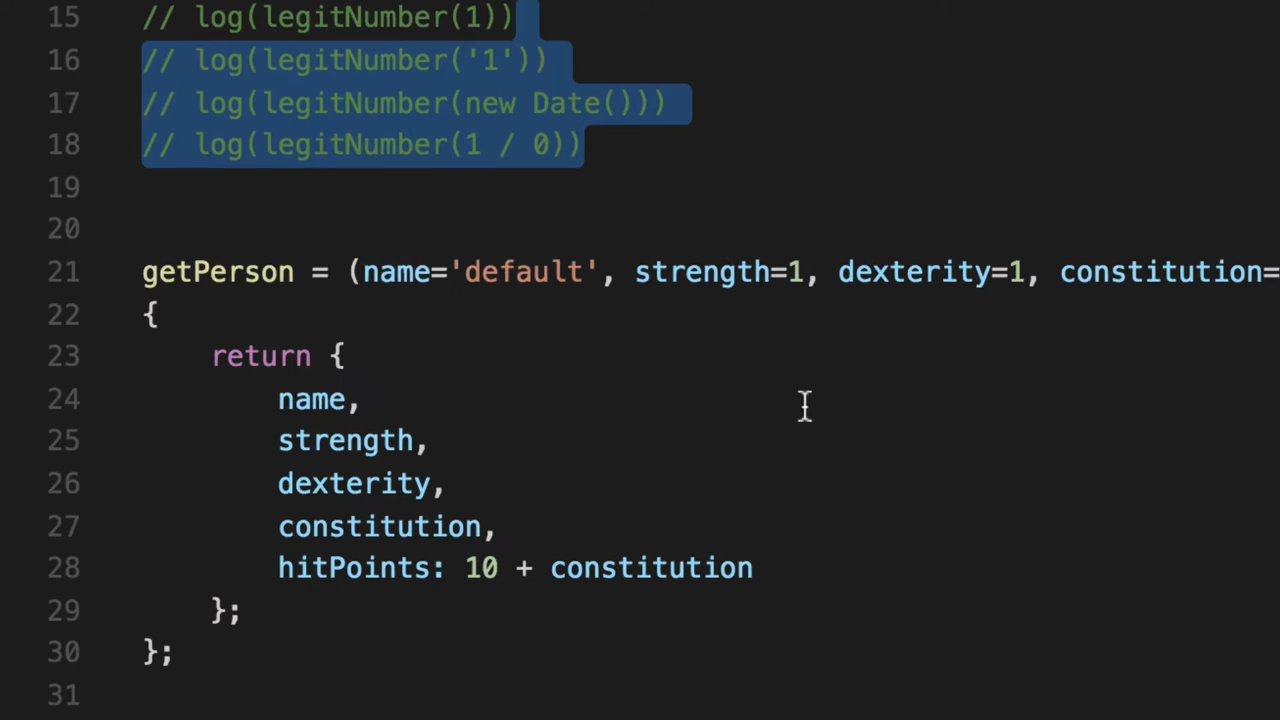 15 // log(legitNumber(1))
16 // log(legitNumber('1'))
17 // log(legitNumber(new Date()))
18 // log(legitNumber(1 / 0))
19
20
21 getPerson = (name='default', strength=1, dexterity=1, constitution=
22 {
23 return {
24 name,
25 strength,
26 dexterity,
27 constitution,
28 hitPoints: 10 + constitution
29 };
30 };
31